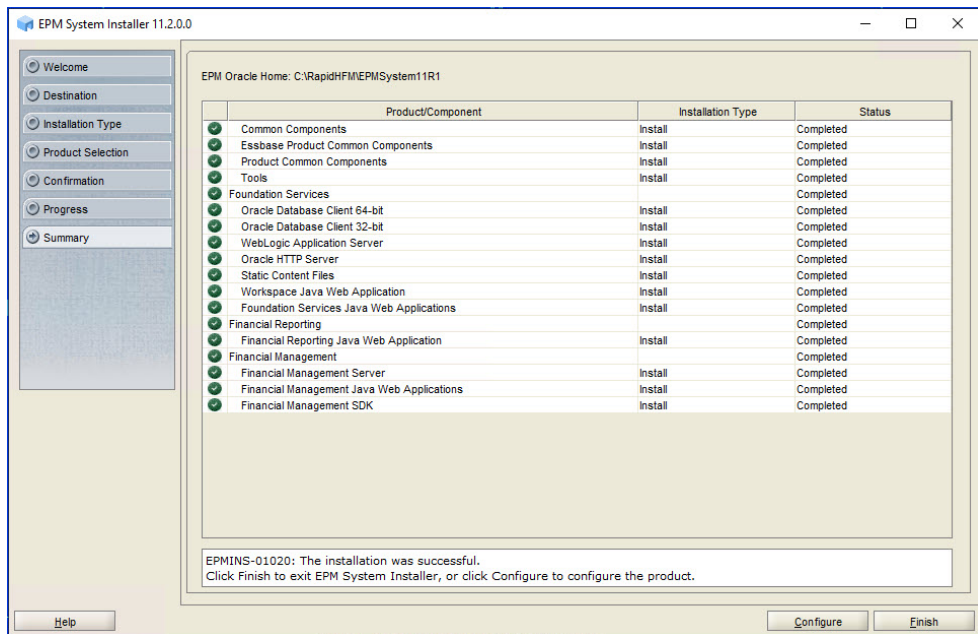 EPM System Installer 11.2.0.0
Welcome
Destination
Installation Type
Product Selection
Confirmation
Progress
Summary
EPM Oracle Home: C:\RapidHFM\EPMSystem11R1
Product/Component Installation Type Status
Common Components Install Completed
Essbase Product Common Components Install Completed
Product Common Components Install Completed
Tools Install Completed
Foundation Services Completed
Oracle Database Client 64-bit Install Completed
Oracle Database Client 32-bit Install Completed
WebLogic Application Server Install Completed
Oracle HTTP Server Install Completed
Static Content Files Install Completed
Workspace Java Web Application Install Completed
Foundation Services Java Web Applications Install Completed
Financial Reporting Completed
Financial Reporting Java Web Application Install Completed
Financial Management Completed
Financial Management Server Install Completed
Financial Management Java Web Applications Install Completed
Financial Management SDK Install Completed
EPMINS-01020: The installation was successful.
Click Finish to exit EPM System Installer, or click Configure to configure the product.
Help Configure Finish